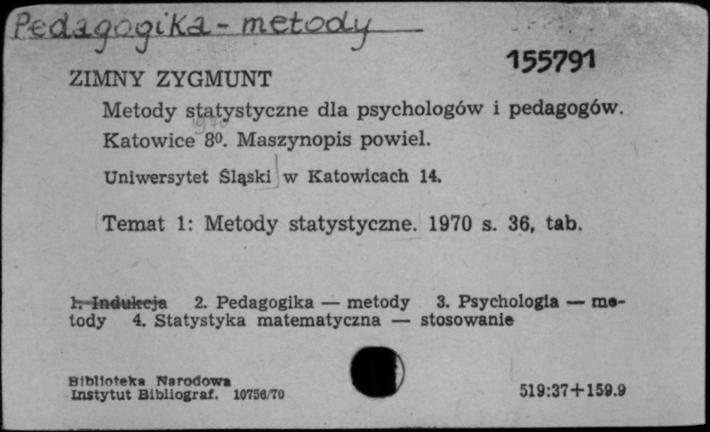 Pedagogika - metody
155791
ZIMNY ZYGMUNT
Metody statystyczne dla psychologów i pedagogów.
1970
Katowice 8º. Maszynopis powiel.
Uniwersytet Śląski w Katowicach 14.
Temat 1: Metody statystyczne. 1970 s. 36, tab.
1. Indukcja 2. Pedagogika — metody 3. Psychologia — me-
tody 4. Statystyka matematyczna — stosowanie
Biblioteka Narodowa
Instytut Bibliograf. 10756/70
519:37+159.9